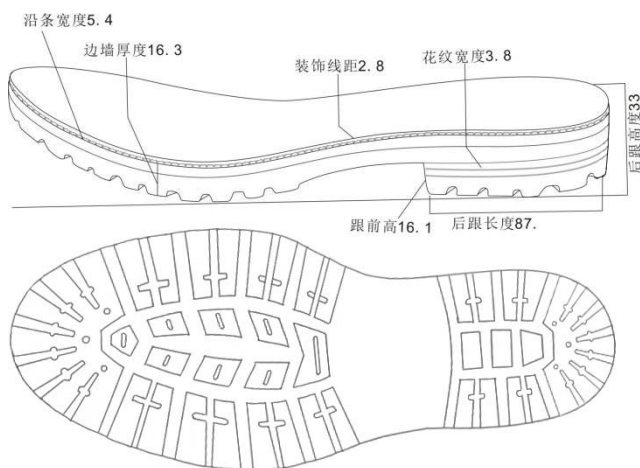 沿条宽度5.4
边墙厚度16.3
装饰线距2.8
花纹宽度3.8
后跟高度33
跟前高16.1
后跟长度87.